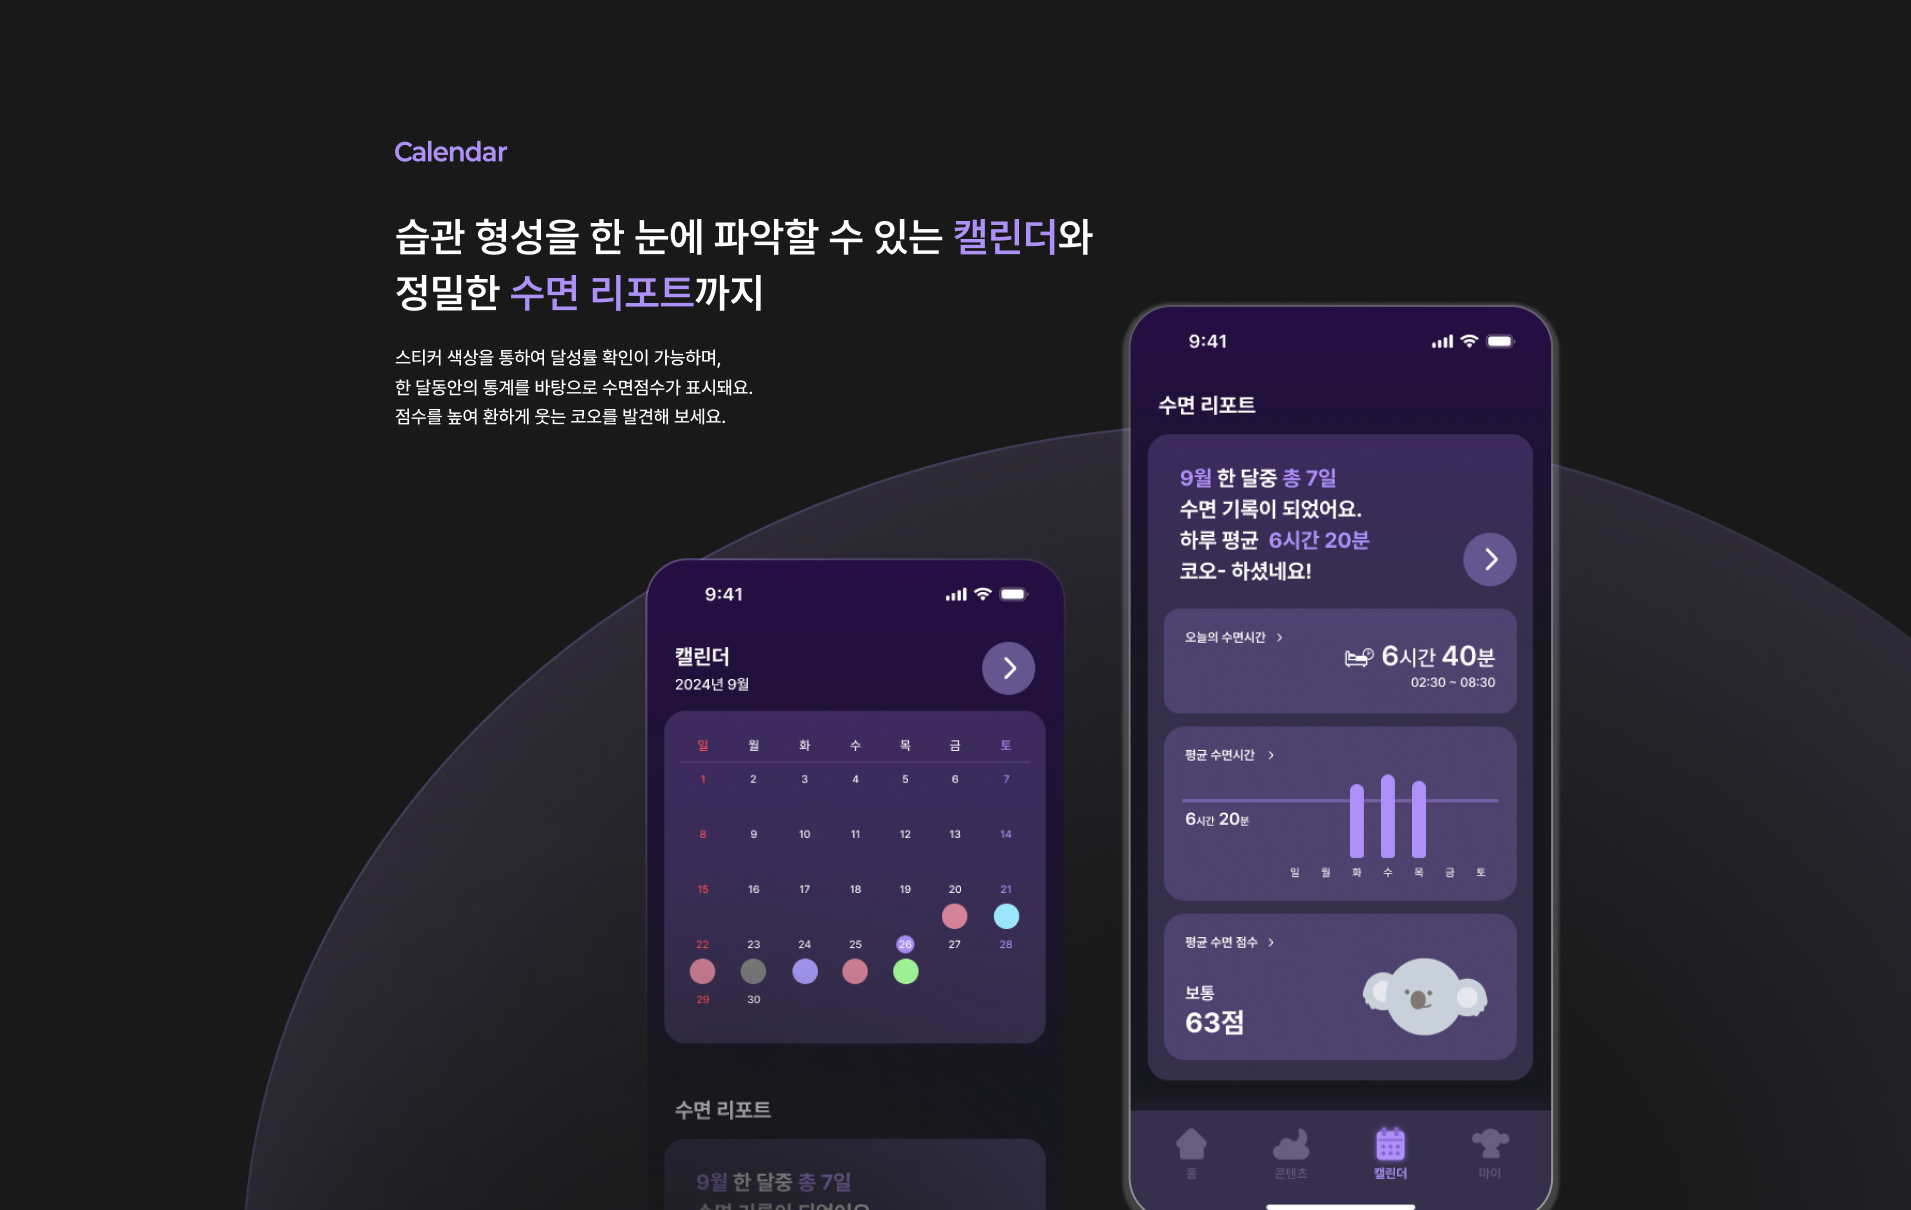 Calendar
습관 형성을 한 눈에 파악할 수 있는 캘린더와
정밀한 수면 리포트까지
스티커 색상을 통하여 달성률 확인이 가능하며,
한 달동안의 통계를 바탕으로 수면점수가 표시돼요.
점수를 높여 환하게 웃는 코오를 발견해 보세요.
9:41
캘린더
2024년 9월
일 월 화 수 목 금 토
1 2 3 4 5 6 7
8 9 10 11 12 13 14
15 16 17 18 19 20 21
22 23 24 25 26 27 28
29 30
수면 리포트
9월 한 달중 총 7일
수면 기록이 되었어요
9:41
수면 리포트
9월 한 달중 총 7일
수면 기록이 되었어요.
하루 평균 6시간 20분
코오- 하셨네요!
오늘의 수면시간 >
6시간 40분
02:30 ~ 08:30
평균 수면시간 >
6시간 20분
일 월 화 수 목 금 토
평균 수면 점수 >
보통
63점
홈 콘텐츠 캘린더 마이